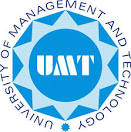 UNIVERSITY OF MANAGEMENT AND TECHNOLOGY
UMT